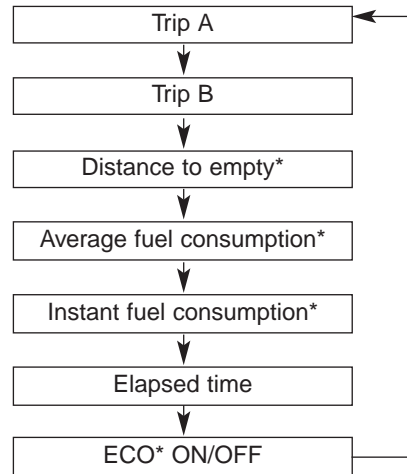 Trip A
Trip B
Distance to empty*
Average fuel consumption*
Instant fuel consumption*
Elapsed time
ECO* ON/OFF